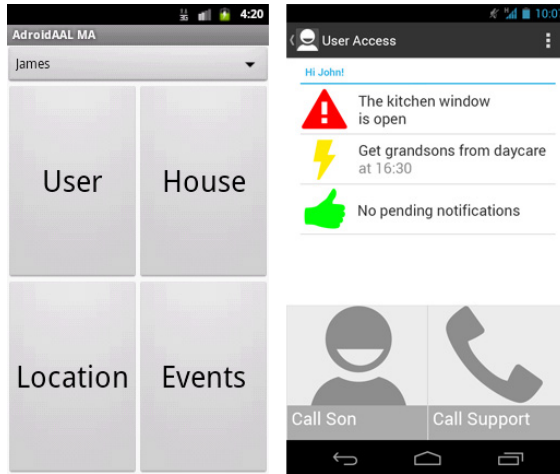 4:20
AdroidAAL MA
James
User
House
Location
Events
10:07
User Access
Hi John!
The kitchen window
is open
Get grandsons from daycare
at 16:30
No pending notifications
Call Son
Call Support